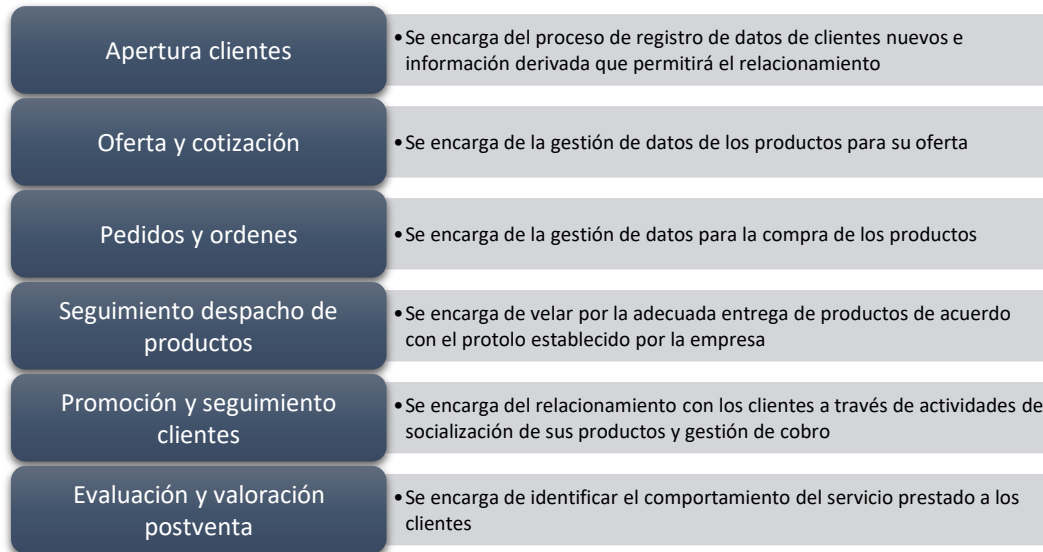 Apertura clientes
•Se encarga del proceso de registro de datos de clientes nuevos e
información derivada que permitirá el relacionamiento
Oferta y cotización
•Se encarga de la gestión de datos de los productos para su oferta
Pedidos y ordenes
•Se encarga de la gestión de datos para la compra de los productos
Seguimiento despacho de
productos
•Se encarga de velar por la adecuada entrega de productos de acuerdo
con el protolo establecido por la empresa
Promoción y seguimiento
clientes
•Se encarga del relacionamiento con los clientes a través de actividades de
socialización de sus productos y gestión de cobro
Evaluación y valoración
postventa
•Se encarga de identificar el comportamiento del servicio prestado a los
clientes